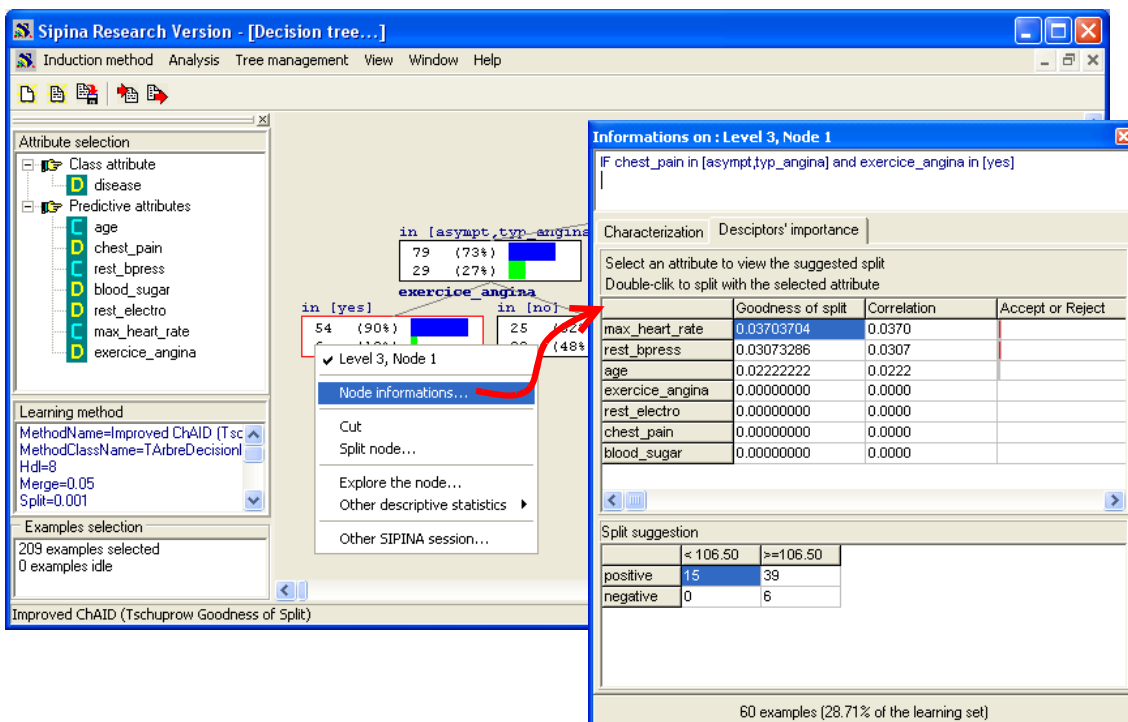 Sipina Research Version - [Decision tree...]
Induction method Analysis Tree management View Window Help
Attribute selection
Class attribute
D disease
Predictive attributes
C age
D chest_pain
C rest_bpress
D blood_sugar
D rest_electro
C max_heart_rate
D exercice_angina
Learning method
MethodName=Improved ChAID (Tsc
MethodClassName=TArbreDecisionI
Hdl=8
Merge=0.05
Split=0.001
Examples selection
209 examples selected
0 examples idle
Improved ChAID (Tschuprow Goodness of Split)
in [asympt,typ_angina
79 (73%)
29 (27%)
exercice_angina
in [yes] in [no]
54 (90%) 25
(48%
Level 3, Node 1
Node informations...
Cut
Split node...
Explore the node...
Other descriptive statistics
Other SIPINA session...
Informations on : Level 3, Node 1
IF chest_pain in [asympt,typ_angina] and exercice_angina in [yes]
Characterization Desciptors' importance
Select an attribute to view the suggested split
Double-clik to split with the selected attribute
Goodness of split Correlation Accept or Reject
max_heart_rate 0.03703704 0.0370
rest_bpress 0.03073286 0.0307
age 0.02222222 0.0222
exercice_angina 0.00000000 0.0000
rest_electro 0.00000000 0.0000
chest_pain 0.00000000 0.0000
blood_sugar 0.00000000 0.0000
Split suggestion
< 106.50 >=106.50
positive 15 39
negative 0 6
60 examples (28.71% of the learning set)